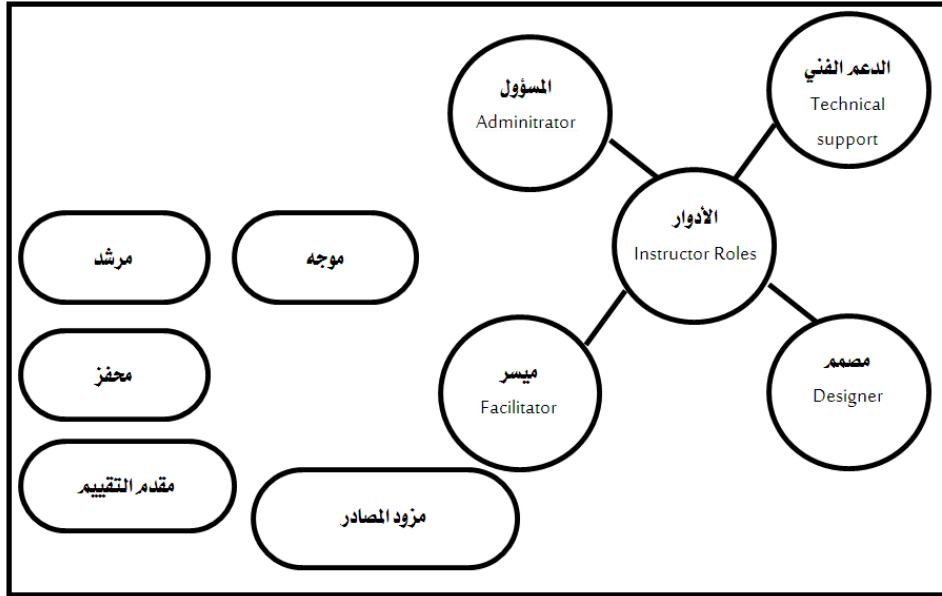 الدعم الفني
Technical
support
المسؤول
Adminitrator
الأدوار
Instructor Roles
موجه
مرشد
ميسر
Facilitator
مصمم
Designer
محفز
مقدم التقييم
مزود المصادر